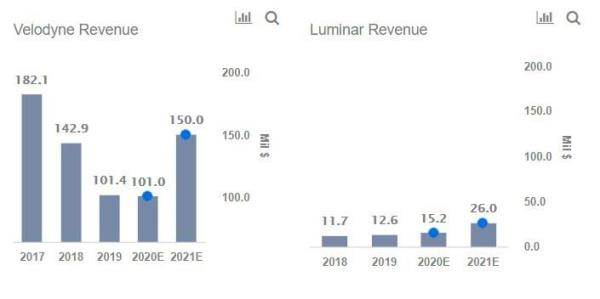 Velodyne Revenue
200.0
182.1
142.9
101.4
101.0
150.0
150.0
100.0
Mil $
2017
2018
2019
2020E
2021E
Luminar Revenue
200.0
150.0
100.0
50.0
0.0
Mil $
11.7
12.6
15.2
26.0
2018
2019
2020E
2021E